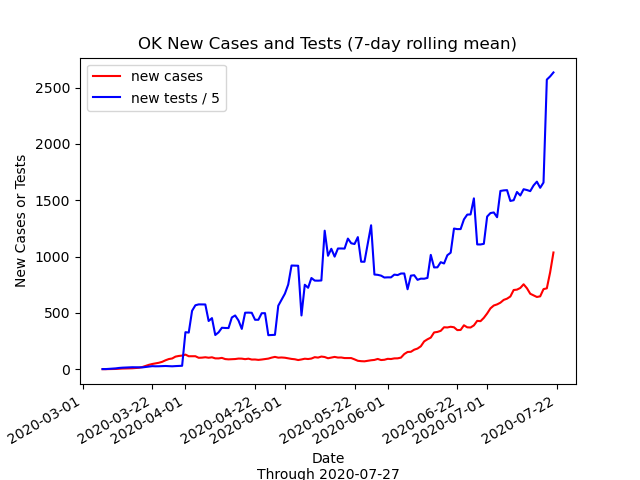 OK New Cases and Tests (7-day rolling mean)
new cases
new tests / 5
New Cases or Tests
2500
2000
1500
1000
500
0
2020-03-01
2020-03-22
2020-04-01
2020-04-22
2020-05-01
2020-05-22
2020-06-01
2020-06-22
2020-07-01
2020-07-22
Date
Through 2020-07-27